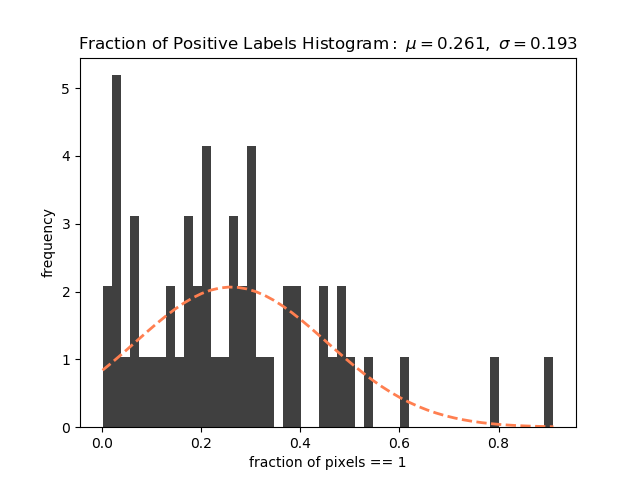 Fraction of Positive Labels Histogram : μ = 0.261, σ = 0.193
5
4
3
2
1
0
frequency
0.0 0.2 0.4 0.6 0.8
fraction of pixels == 1